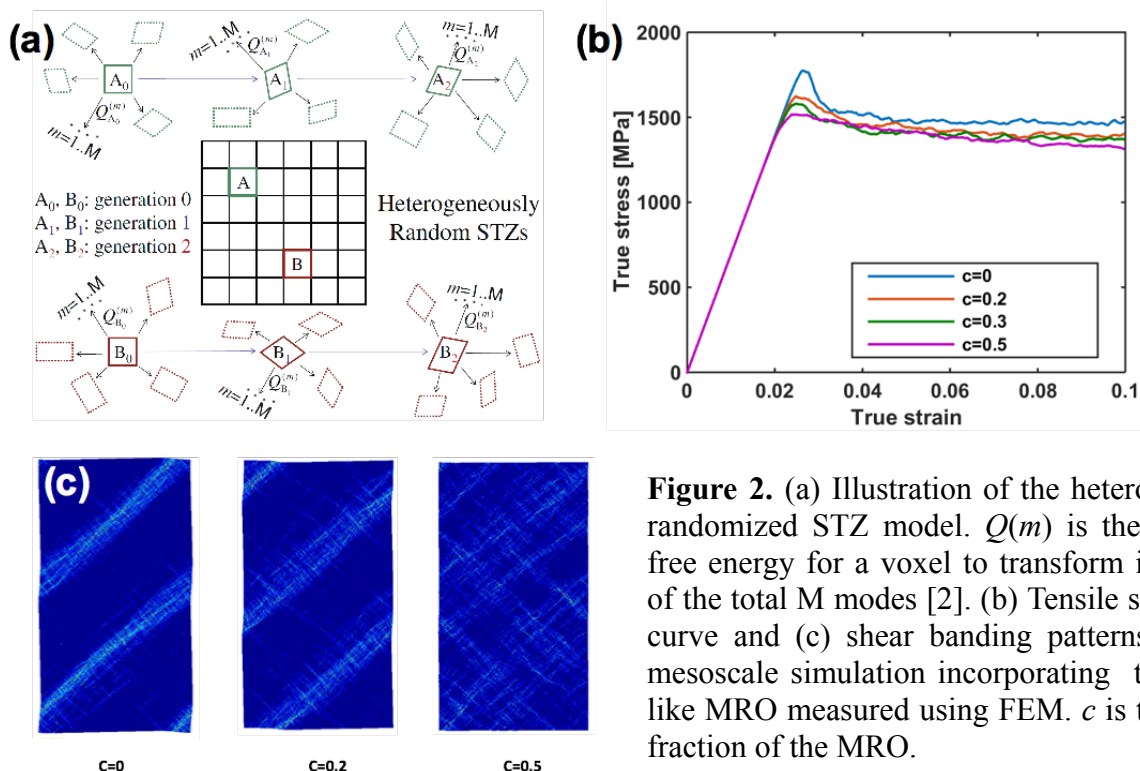 (a)
m=1..M
Q_{A_0}^{(m)}
A_0
m=1..M
Q_{A_1}^{(m)}
A_1
m=1..M
Q_{A_2}^{(m)}
A_2
A_0, B_0: generation 0
A_1, B_1: generation 1
A_2, B_2: generation 2
A
B
Heterogeneously
Random STZs
m=1..M
Q_{B_0}^{(m)}
B_0
B_1
Q_{B_1}^{(m)}
m=1..M
m=1..M
Q_{B_2}^{(m)}
B_2
(b)
True stress [MPa]
2000
1500
1000
500
0
0
0.02
0.04
0.06
0.08
0.1
True strain
c=0
c=0.2
c=0.3
c=0.5
(c)
C=0
C=0.2
C=0.5
Figure 2. (a) Illustration of the hetero
randomized STZ model. Q(m) is the
free energy for a voxel to transform i
of the total M modes [2]. (b) Tensile s
curve and (c) shear banding patterns
mesoscale simulation incorporating t
like MRO measured using FEM. c is t
fraction of the MRO.